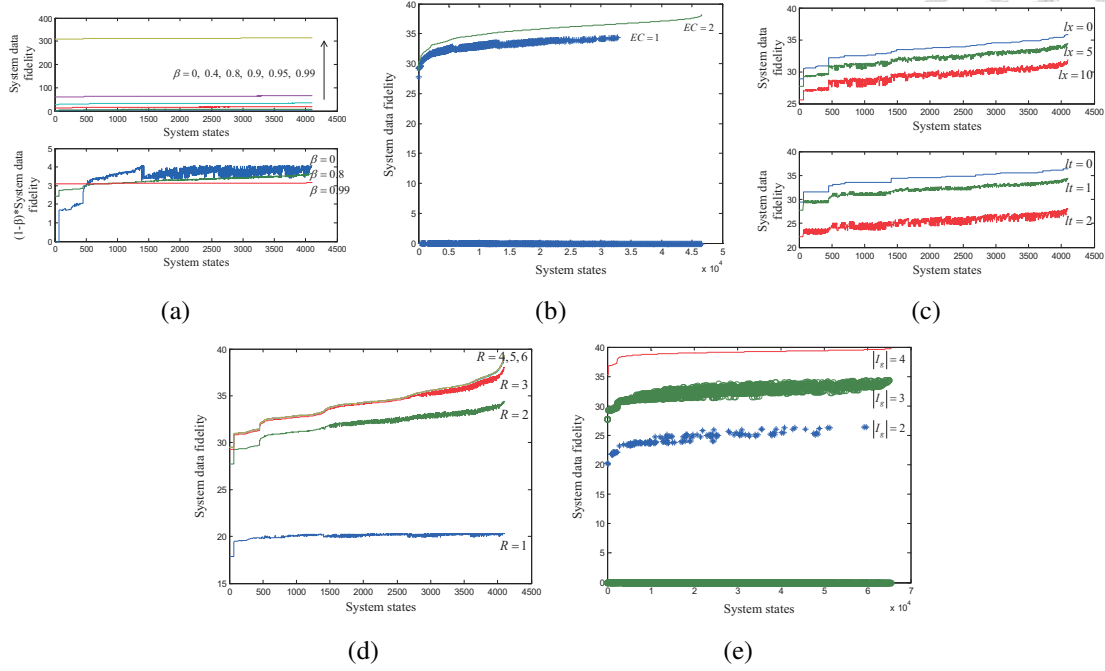 (a)
System data
fidelity
400
300
200
100
0
β = 0, 0.4, 0.8, 0.9, 0.95, 0.99
0 500 1000 1500 2000 2500 3000 3500 4000 4500
System states
(1-β)*System data
fidelity
5
4
3
2
1
0
β = 0
β = 0.8
β = 0.99
0 500 1000 1500 2000 2500 3000 3500 4000 4500
System states
(a)
(b)
System data fidelity
40
35
30
25
20
15
10
5
0
EC = 2
EC = 1
0 0.5 1 1.5 2 2.5 3 3.5 4 4.5 5
× 10⁴
System states
(b)
(c)
System data
fidelity
40
35
30
25
lx = 0
lx = 5
lx = 10
0 500 1000 1500 2000 2500 3000 3500 4000 4500
System states
System data
fidelity
40
35
30
25
20
lt = 0
lt = 1
lt = 2
0 500 1000 1500 2000 2500 3000 3500 4000 4500
System states
(c)
System data fidelity
40
35
30
25
20
15
R = 4, 5, 6
R = 3
R = 2
R = 1
0 500 1000 1500 2000 2500 3000 3500 4000 4500
System states
(d)
System data fidelity
40
35
30
25
20
15
10
5
0
|I_g| = 4
|I_g| = 3
|I_g| = 2
0 1 2 3 4 5 6 7
× 10⁴
System states
(e)